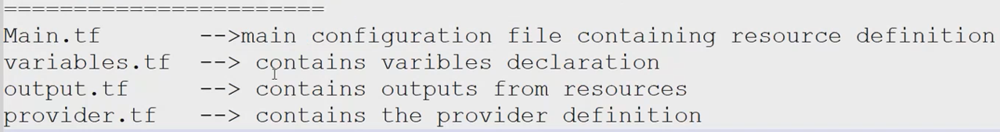 =======================
Main.tf        -->main configuration file containing resource definition
variables.tf   --> contains varibles declaration
output.tf      --> contains outputs from resources
provider.tf    --> contains the provider definition